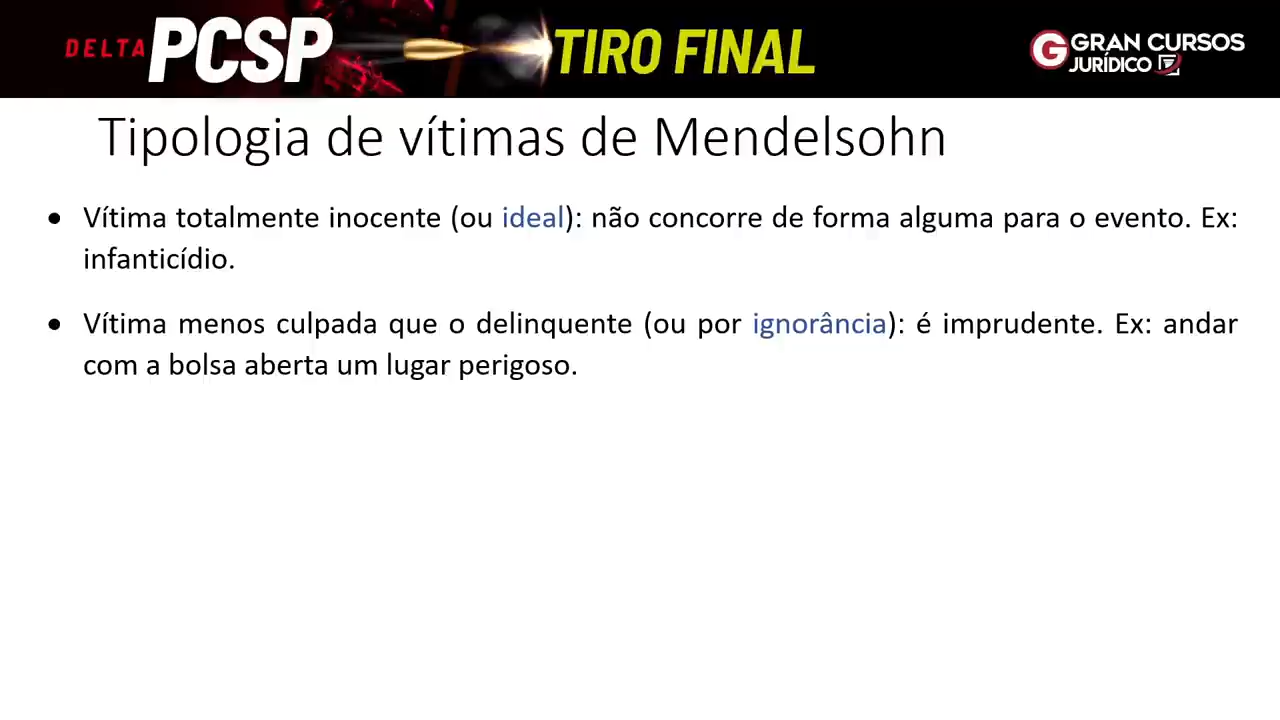 DELTA PCSP TIRO FINAL
GRAN CURSOS
JURÍDICO
Tipologia de vítimas de Mendelsohn
• Vítima totalmente inocente (ou ideal): não concorre de forma alguma para o evento. Ex:
infanticídio.
• Vítima menos culpada que o delinquente (ou por ignorância): é imprudente. Ex: andar
com a bolsa aberta um lugar perigoso.